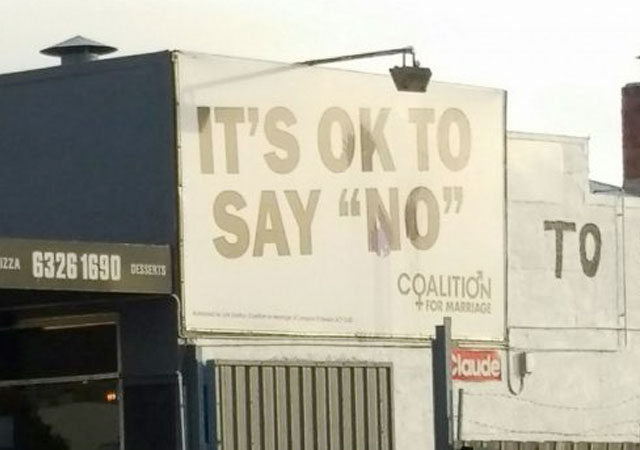 IT'S OK TO
SAY “NO”
COALITION
FOR MARRIAGE
IZZA 6326 1690 DESSERTS
TO
Claude